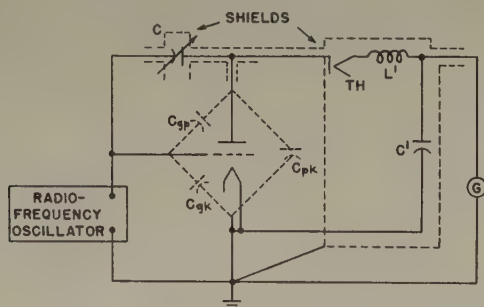 SHIELDS
C
TH
L'
Cgp
Cpk
C'
Cgk
G
RADIO-
FREQUENCY
OSCILLATOR